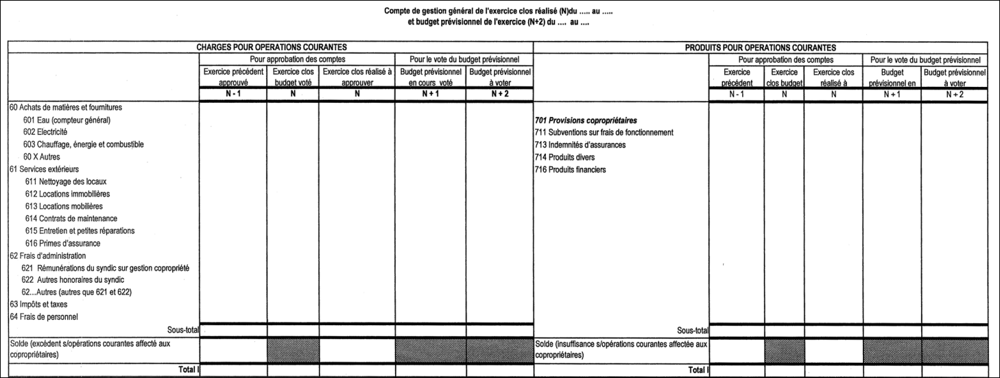 Compte de gestion général de l'exercice clos réalisé (N)du ..... au .....
et budget prévisionnel de l'exercice (N+2) du .... au ....
CHARGES POUR OPERATIONS COURANTES
Pour approbation des comptes
Pour le vote du budget prévisionnel
Exercice précédent approuvé
Exercice clos budget voté
Exercice clos réalisé à approuver
Budget prévisionnel en cours voté
Budget prévisionnel à voter
N - 1
N
N
N + 1
N + 2
60 Achats de matières et fournitures
601 Eau (compteur général)
602 Electricité
603 Chauffage, énergie et combustible
60 X Autres
61 Services extérieurs
611 Nettoyage des locaux
612 Locations immobilières
613 Locations mobilières
614 Contrats de maintenance
615 Entretien et petites réparations
616 Primes d'assurance
62 Frais d'administration
621 Rémunérations du syndic sur gestion copropriété
622 Autres honoraires du syndic
62...Autres (autres que 621 et 622)
63 Impôts et taxes
64 Frais de personnel
Sous-total
Solde (excédent s/opérations courantes affecté aux
copropriétaires)
Total I
PRODUITS POUR OPERATIONS COURANTES
Pour approbation des comptes
Pour le vote du budget prévisionnel
Exercice précédent
Exercice clos budget
Exercice clos réalisé à
Budget prévisionnel en
Budget prévisionnel à voter
N - 1
N
N
N + 1
N + 2
701 Provisions copropriétaires
711 Subventions sur frais de fonctionnement
713 Indemnités d'assurances
714 Produits divers
716 Produits financiers
Sous-total
Solde (insuffisance s/opérations courantes affectée aux
copropriétaires)
Total I